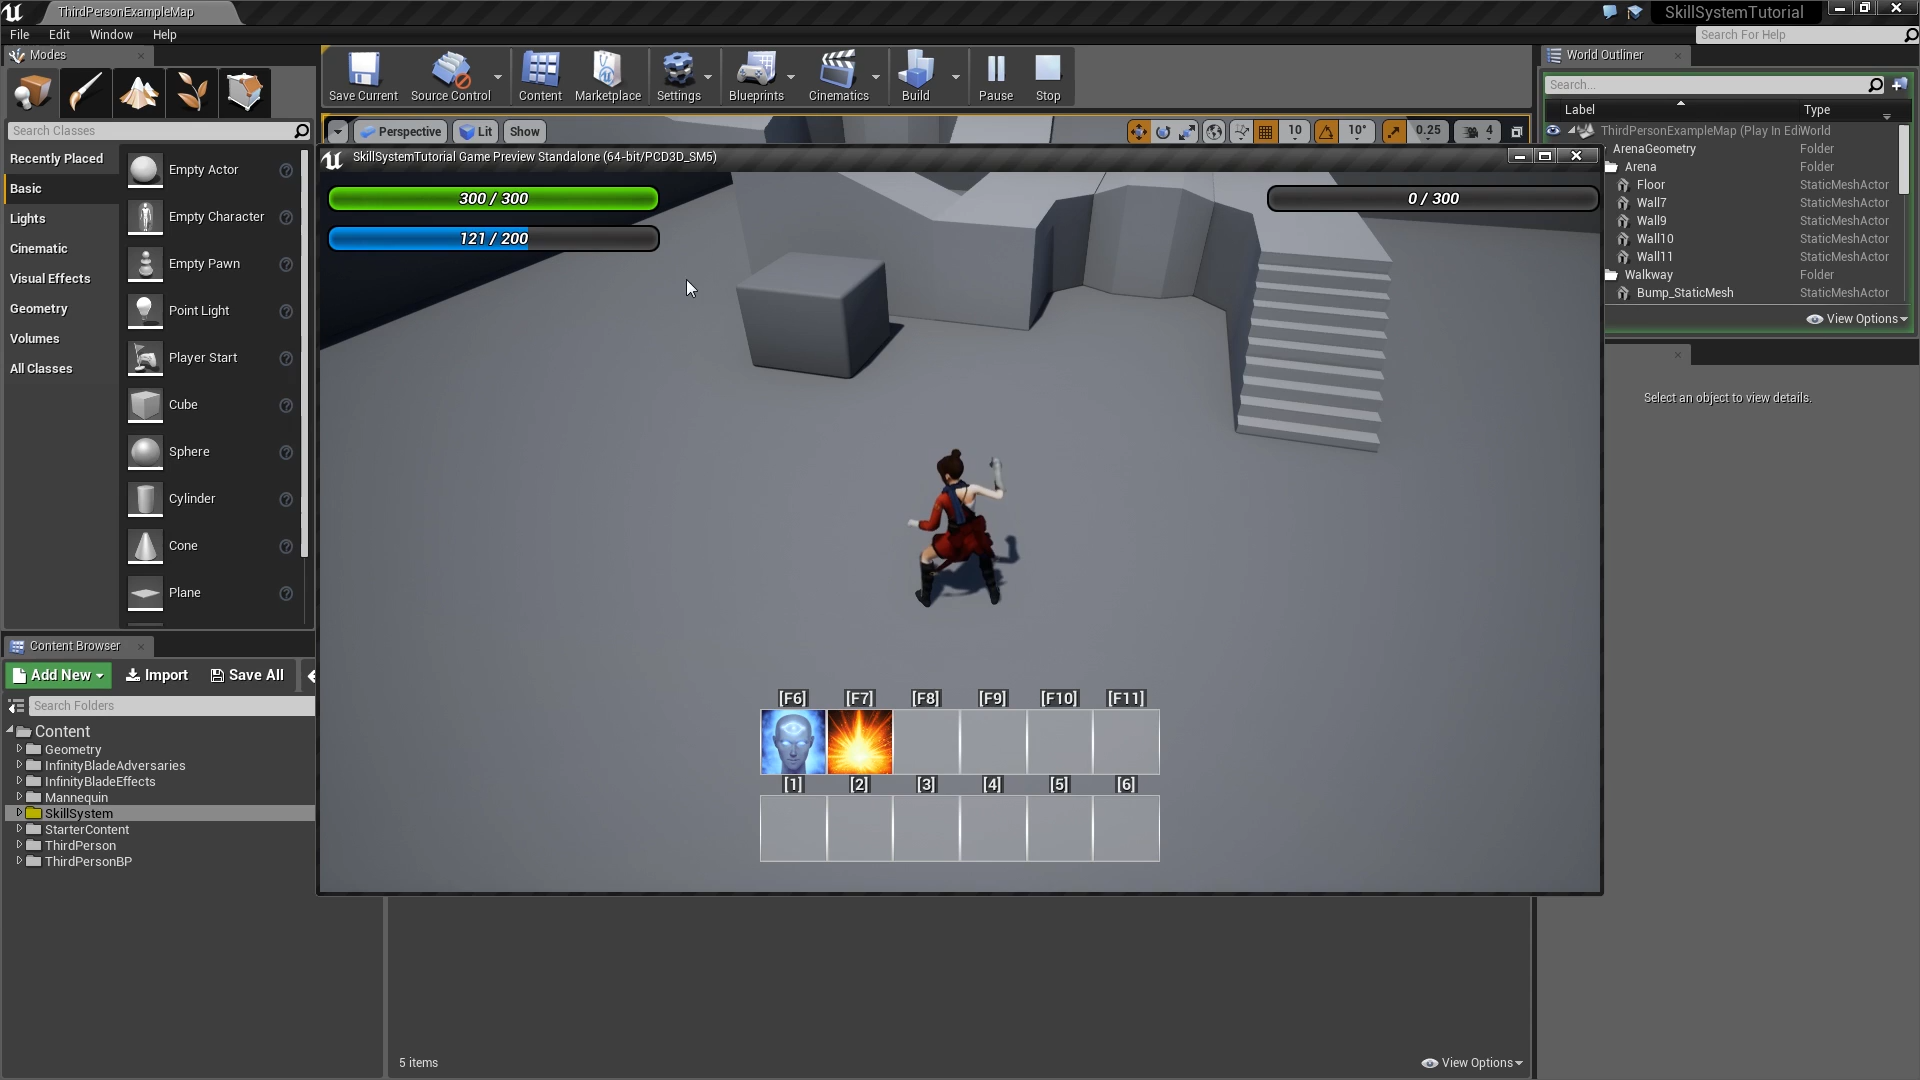 ThirdPersonExampleMap
SkillSystemTutorial
File Edit Window Help
Search For Help
Modes
Save Current Source Control Content Marketplace Settings Blueprints Cinematics Build Pause Stop
World Outliner
Search...
Label Type
Search Classes
Perspective Lit Show
10 10° 0.25 4
ThirdPersonExampleMap (Play In Edi World
ArenaGeometry Folder
Arena Folder
Floor StaticMeshActor
Wall7 StaticMeshActor
Wall9 StaticMeshActor
Wall10 StaticMeshActor
Wall11 StaticMeshActor
Walkway Folder
Bump_StaticMesh StaticMeshActor
View Options
Select an object to view details.
Recently Placed
Basic
Lights
Cinematic
Visual Effects
Geometry
Volumes
All Classes
Empty Actor
Empty Character
Empty Pawn
Point Light
Player Start
Cube
Sphere
Cylinder
Cone
Plane
SkillSystemTutorial Game Preview Standalone (64-bit/PCD3D_SM5)
300 / 300
0 / 300
121 / 200
[F6] [F7] [F8] [F9] [F10] [F11]
[1] [2] [3] [4] [5] [6]
Content Browser
Add New Import Save All
Search Folders
Content
Geometry
InfinityBladeAdversaries
InfinityBladeEffects
Mannequin
SkillSystem
StarterContent
ThirdPerson
ThirdPersonBP
5 items
View Options